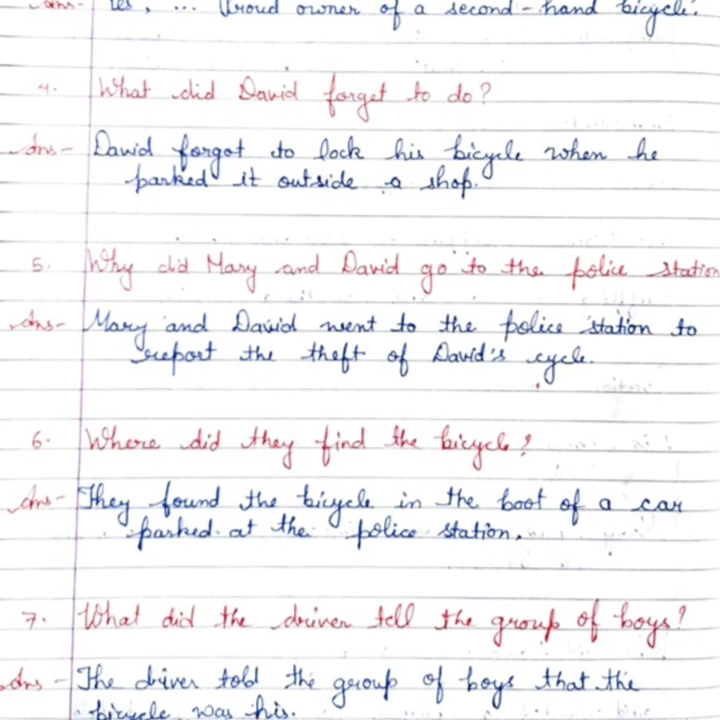 Ans- ... Proud owner of a second-hand bicycle.
4. What did David forget to do?
Ans- David forgot to lock his bicycle when he
parked it outside a shop.
5. Why did Mary and David go to the police station
Ans- Mary and David went to the police station to
report the theft of David's cycle.
6. Where did they find the bicycle?
Ans- They found the bicycle in the boot of a car
parked at the police station.
7. What did the driver tell the group of boys?
Ans- The driver told the group of boys that the
bicycle was his.